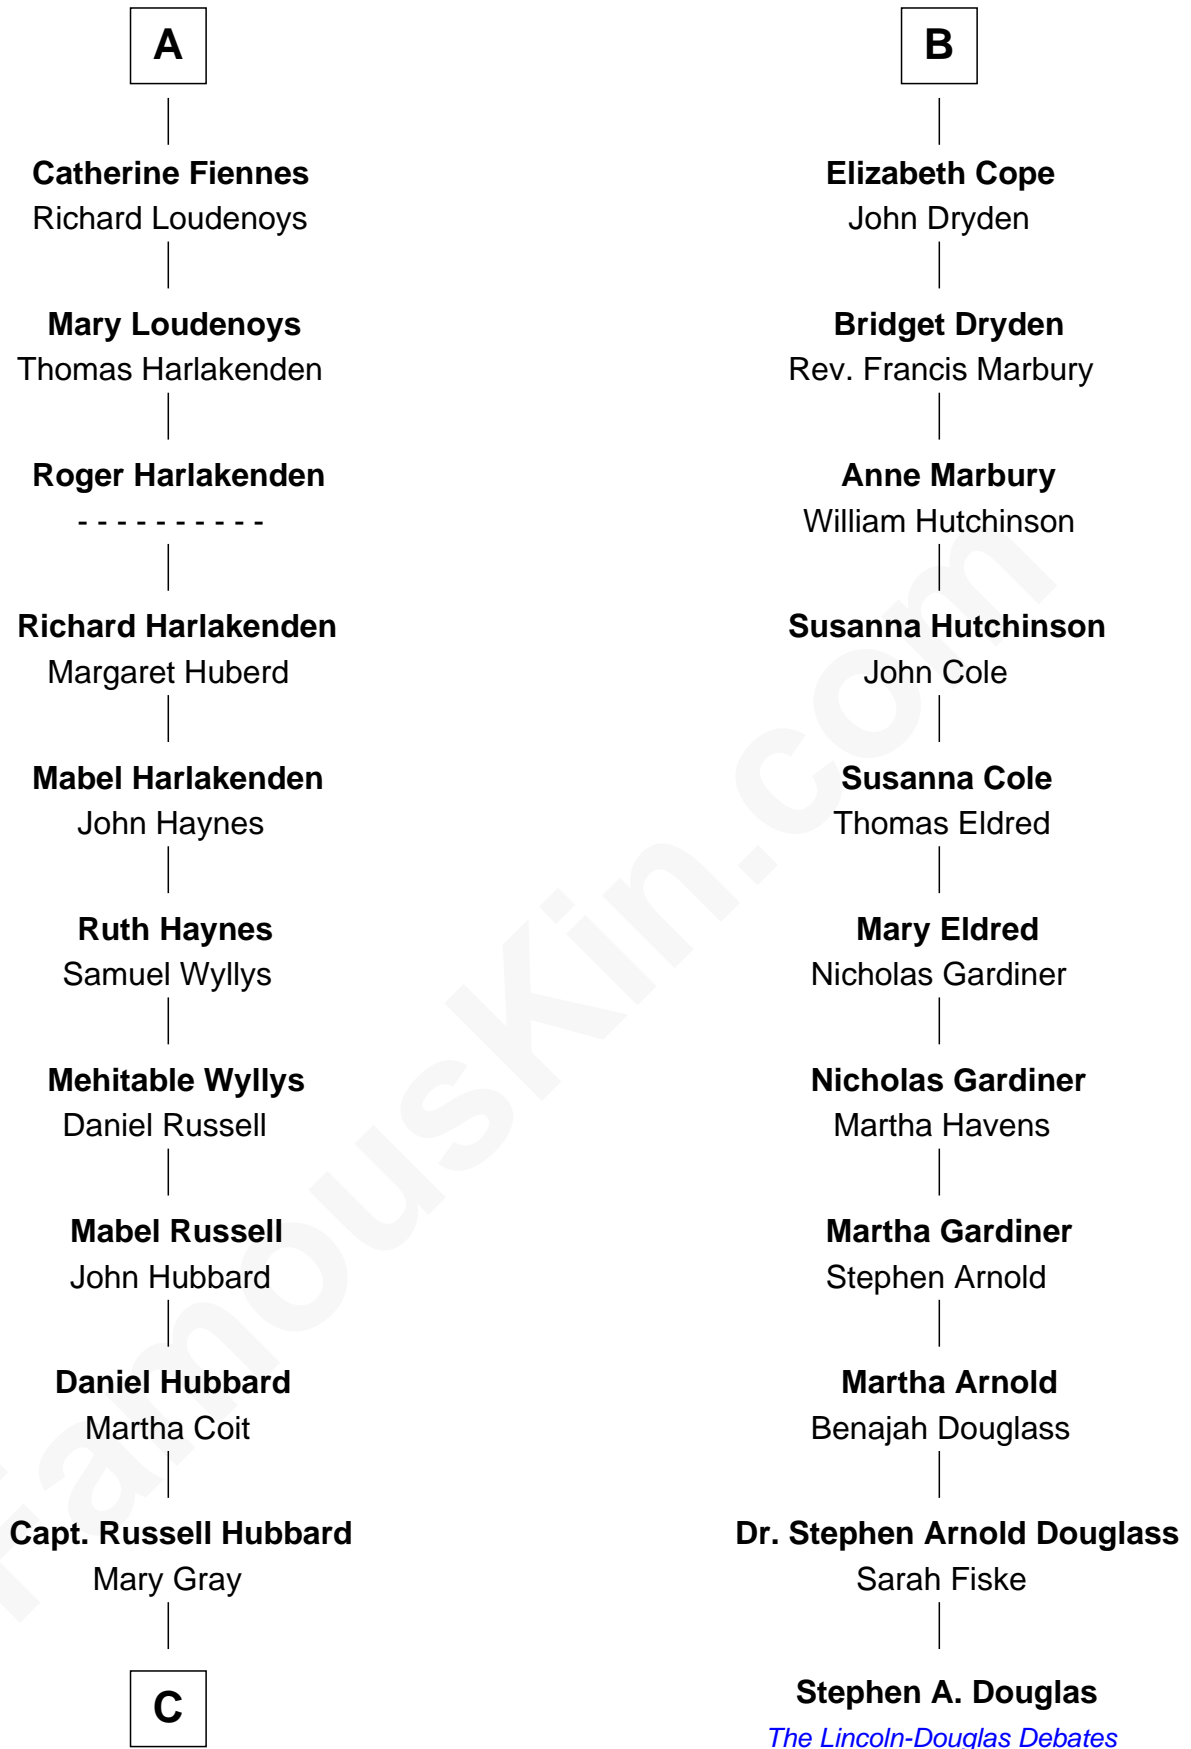 A
Catherine Fiennes
Richard Loudenoys
Mary Loudenoys
Thomas Harlakenden
Roger Harlakenden
- - - - - - - - - -
Richard Harlakenden
Margaret Huberd
Mabel Harlakenden
John Haynes
Ruth Haynes
Samuel Wyllys
Mehitable Wyllys
Daniel Russell
Mabel Russell
John Hubbard
Daniel Hubbard
Martha Coit
Capt. Russell Hubbard
Mary Gray
C
B
Elizabeth Cope
John Dryden
Bridget Dryden
Rev. Francis Marbury
Anne Marbury
William Hutchinson
Susanna Hutchinson
John Cole
Susanna Cole
Thomas Eldred
Mary Eldred
Nicholas Gardiner
Nicholas Gardiner
Martha Havens
Martha Gardiner
Stephen Arnold
Martha Arnold
Benajah Douglass
Dr. Stephen Arnold Douglass
Sarah Fiske
Stephen A. Douglas
The Lincoln-Douglas Debates
FamousKin.com